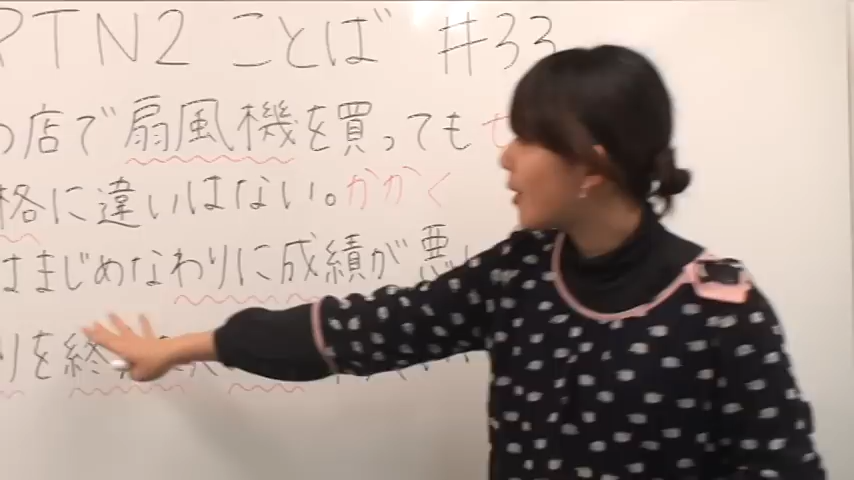 PTN2 ことば #33
の店で扇風機を買っても
格に違いはない。かかく
はまじめなわりに成績が悪
りを終